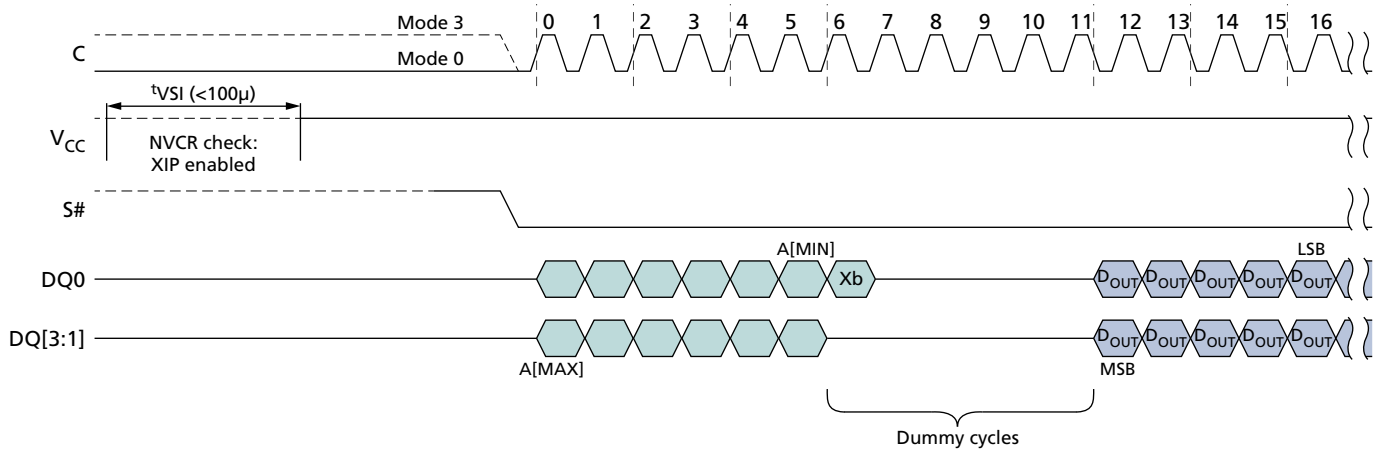 Mode 3 0 1 2 3 4 5 6 7 8 9 10 11 12 13 14 15 16
C
Mode 0
tVSI (<100µ)
VCC
NVCR check:
XIP enabled
S#
A[MIN] LSB
DQ0 Xb DOUT DOUT DOUT DOUT DOUT
DQ[3:1] DOUT DOUT DOUT DOUT DOUT
A[MAX] MSB
Dummy cycles